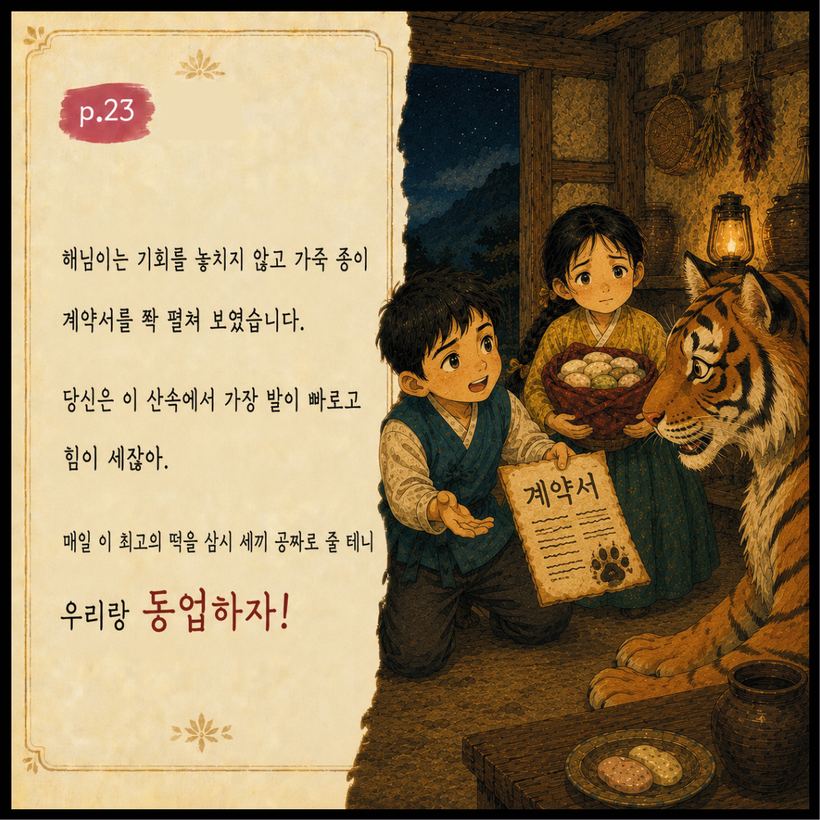 p.23
해님이는 기회를 놓치지 않고 가죽 종이
계약서를 쫙 펼쳐 보였습니다.
당신은 이 산속에서 가장 발이 빠로고
힘이 세잖아.
매일 이 최고의 떡을 삼시 세끼 공짜로 줄 테니
우리랑 동업하자!
계약서